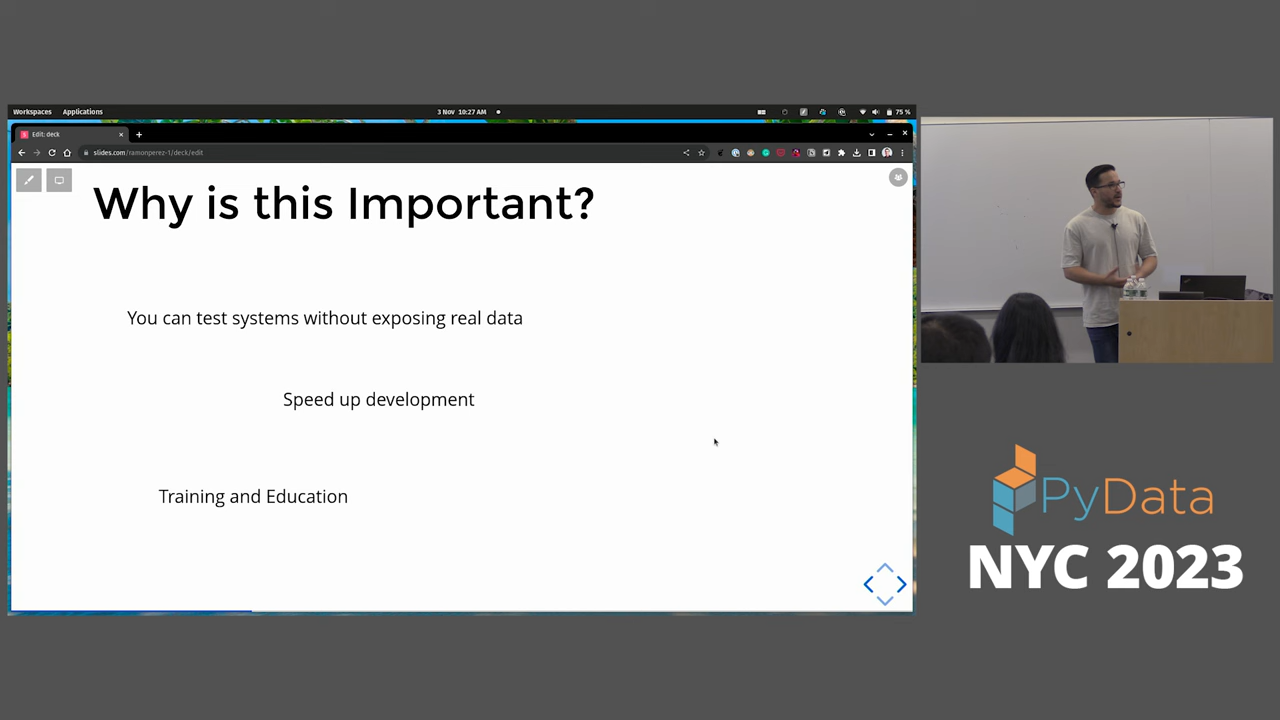 Workspaces Applications 3 Nov 10:27 AM 75 %
Edit: deck
slides.com/ramonperez-1/deck/edit
Why is this Important?
You can test systems without exposing real data
Speed up development
Training and Education
PyData
NYC 2023